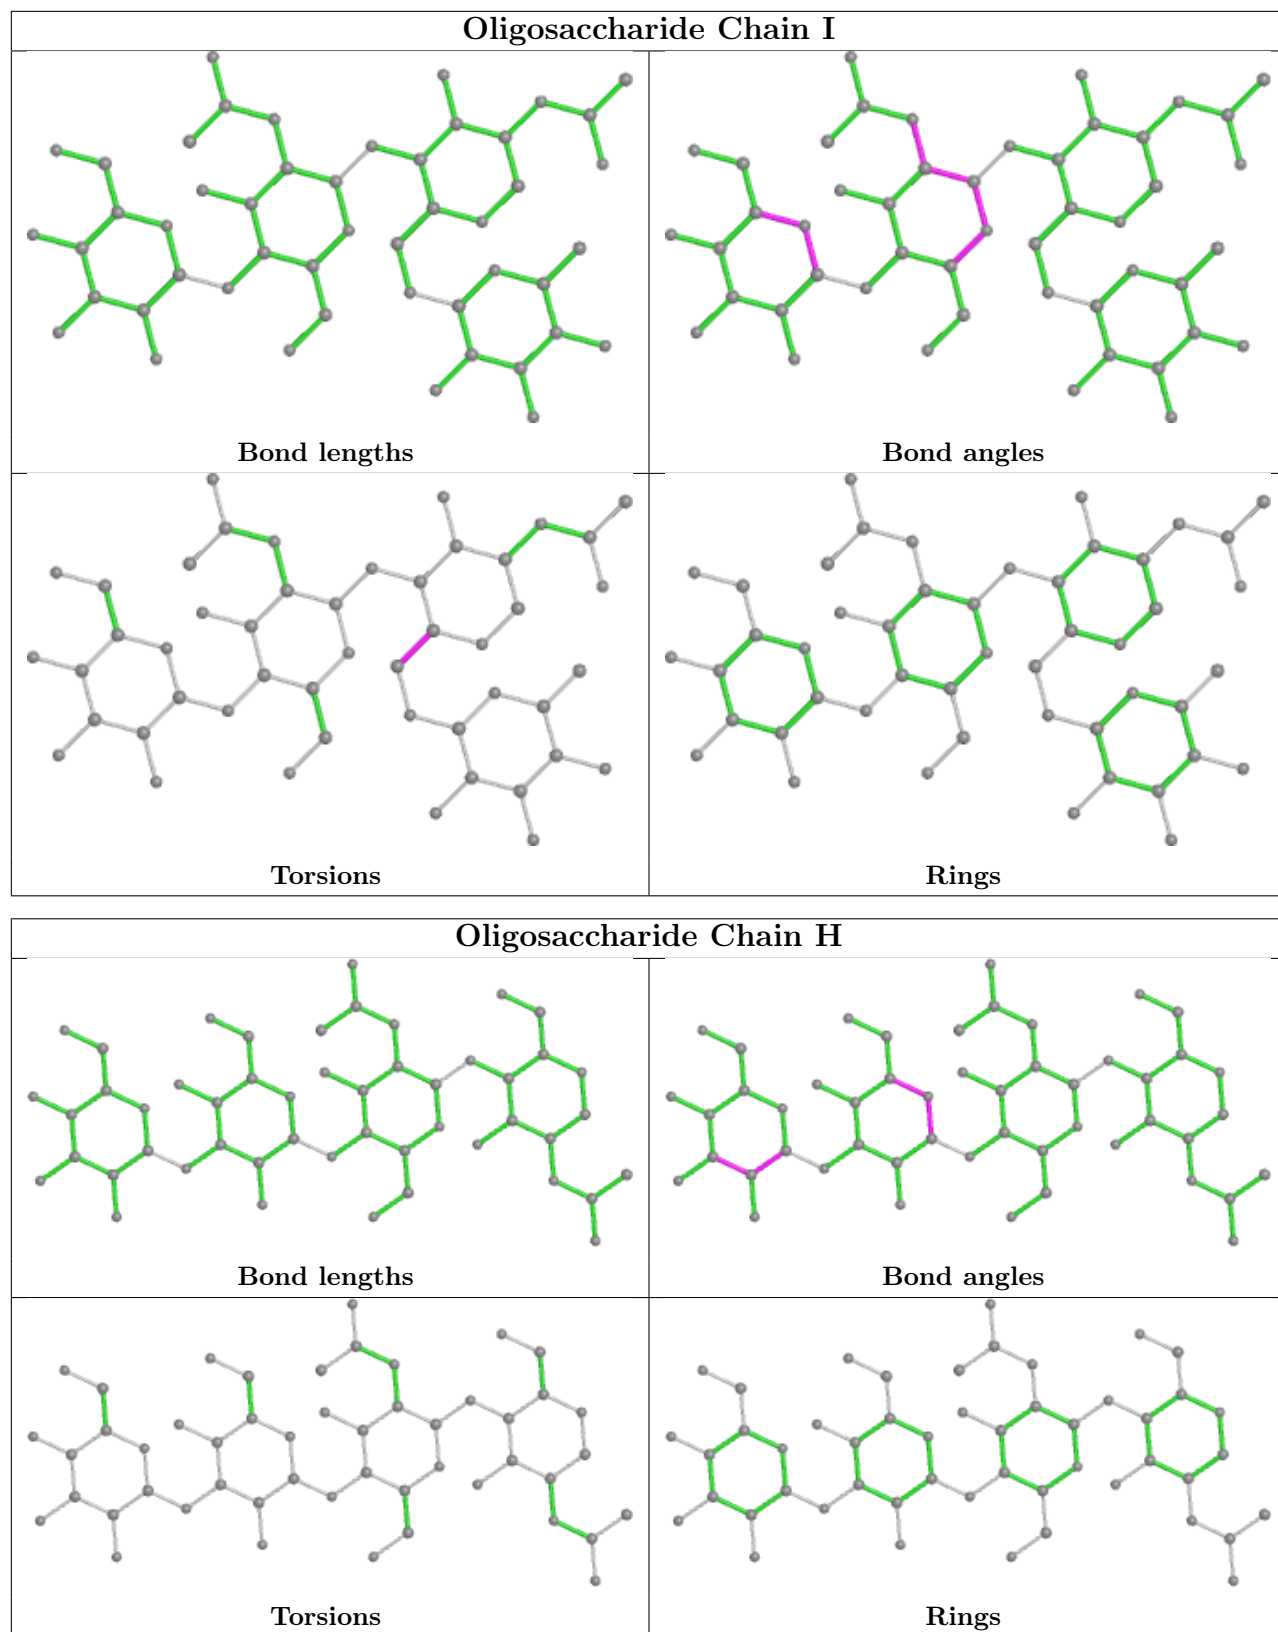 Oligosaccharide Chain I
Bond lengths
Bond angles
Torsions
Rings
Oligosaccharide Chain H
Bond lengths
Bond angles
Torsions
Rings